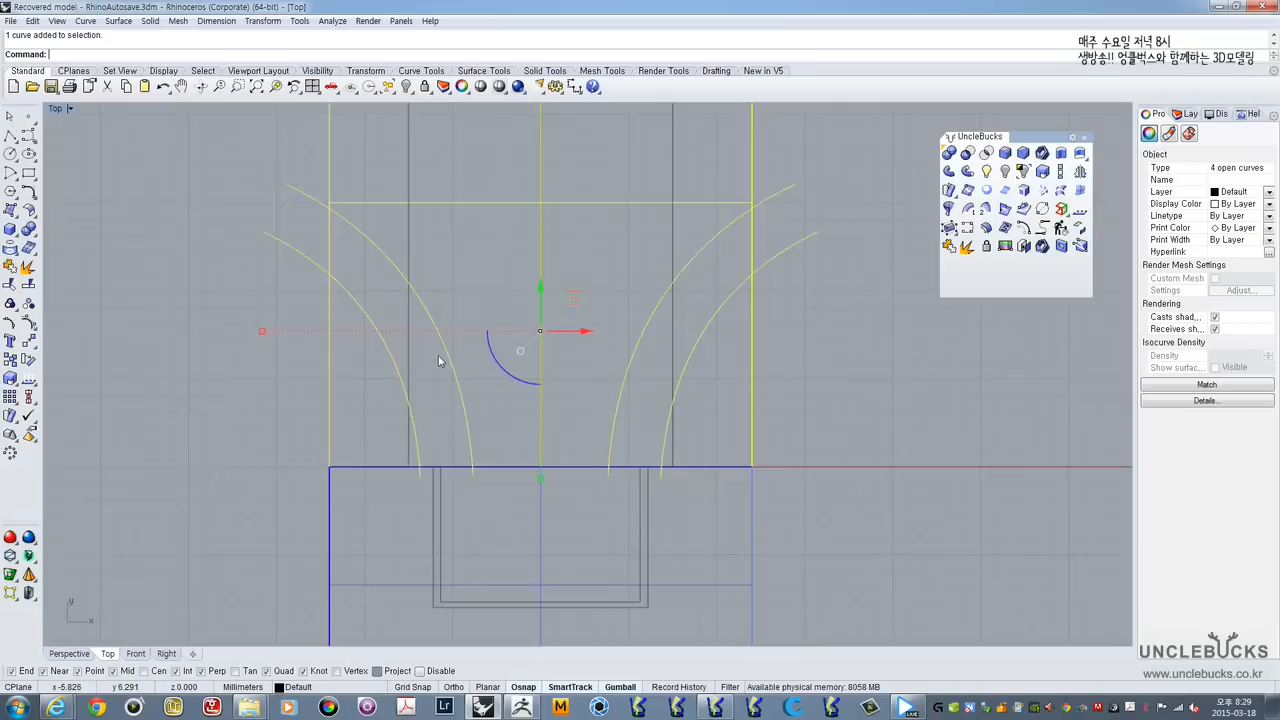 Recovered model - RhinoAutosave.3dm - Rhinoceros (Corporate) (64-bit) - [Top]
File Edit View Curve Surface Solid Mesh Dimension Transform Tools Analyze Render Panels Help
1 curve added to selection.
Command:
매주 수요일 저녁 8시
생방송!! 엉클벅스와 함께하는 3D모델링
Standard CPlanes Set View Display Select Viewport Layout Visibility Transform Curve Tools Surface Tools Solid Tools Mesh Tools Render Tools Drafting New in V5
Top
UncleBucks
Pro Lay Dis Hel
Object
Type 4 open curves
Name
Layer Default
Display Color By Layer
Linetype By Layer
Print Color By Layer
Print Width By Layer
Hyperlink ...
Render Mesh Settings
Custom Mesh
Settings Adjust...
Rendering
Casts shad...
Receives sh...
Isocurve Density
Density
Show surfac... Visible
Match
Details...
y
x
UNCLEBUCKS
www.unclebucks.co.kr
Perspective Top Front Right
End Near Point Mid Cen Int Perp Tan Quad Knot Vertex Project Disable
CPlane x -5.826 y 6.291 z 0.000 Millimeters Default Grid Snap Ortho Planar Osnap SmartTrack Gumball Record History Filter Available physical memory: 8058 MB
LIVE
오후 8:29
2015-03-18